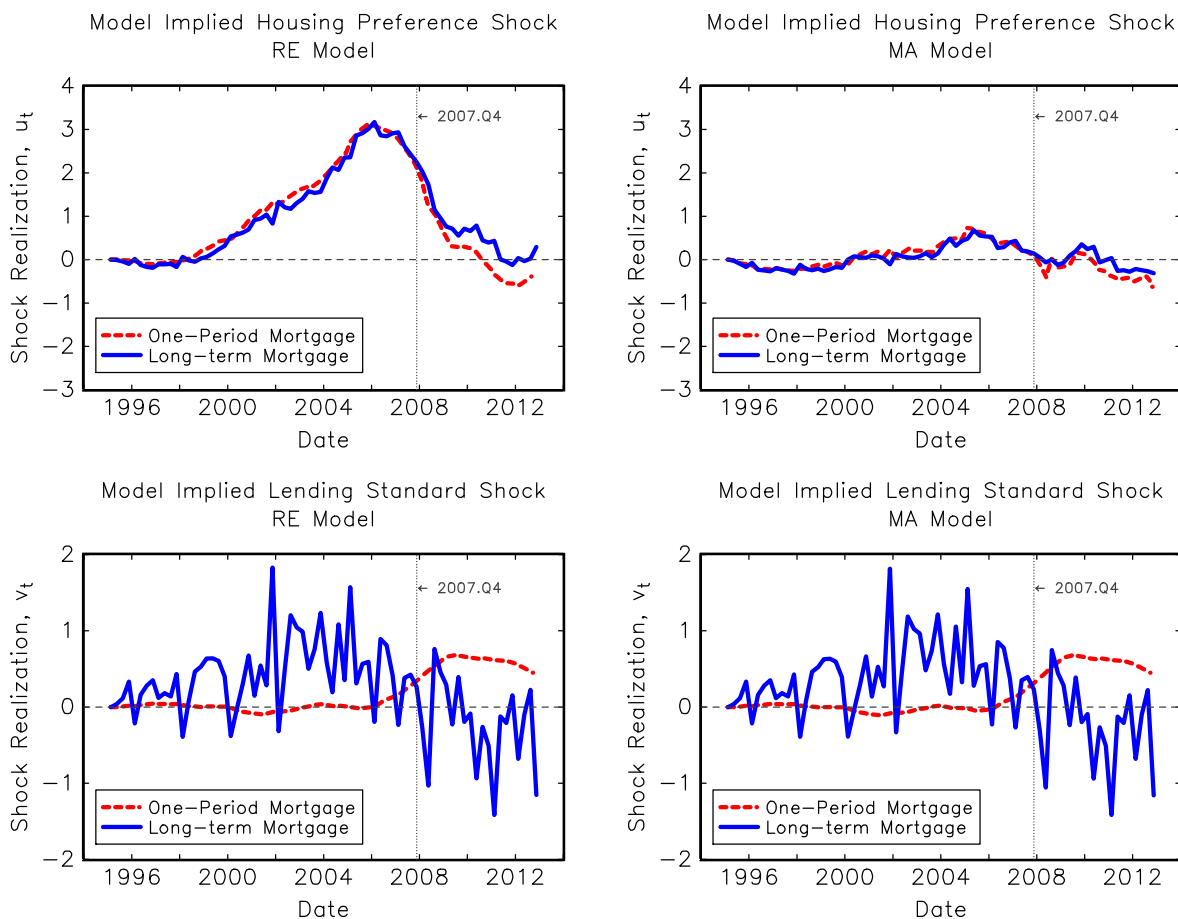 Model Implied Housing Preference Shock
RE Model
Shock Realization, u_t
4
3
2
1
0
−1
−2
−3
← 2007.Q4
One−Period Mortgage
Long−term Mortgage
1996 2000 2004 2008 2012
Date
Model Implied Housing Preference Shock
MA Model
Shock Realization, u_t
4
3
2
1
0
−1
−2
−3
← 2007.Q4
One−Period Mortgage
Long−term Mortgage
1996 2000 2004 2008 2012
Date
Model Implied Lending Standard Shock
RE Model
Shock Realization, v_t
2
1
0
−1
−2
← 2007.Q4
One−Period Mortgage
Long−term Mortgage
1996 2000 2004 2008 2012
Date
Model Implied Lending Standard Shock
MA Model
Shock Realization, v_t
2
1
0
−1
−2
← 2007.Q4
One−Period Mortgage
Long−term Mortgage
1996 2000 2004 2008 2012
Date